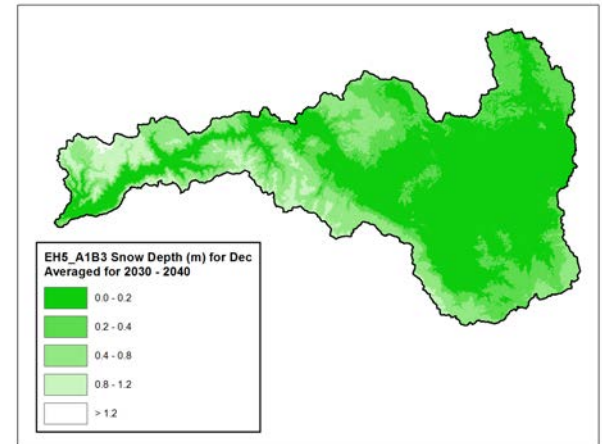 EH5_A1B3 Snow Depth (m) for Dec
Averaged for 2030 - 2040
0.0 - 0.2
0.2 - 0.4
0.4 - 0.8
0.8 - 1.2
> 1.2